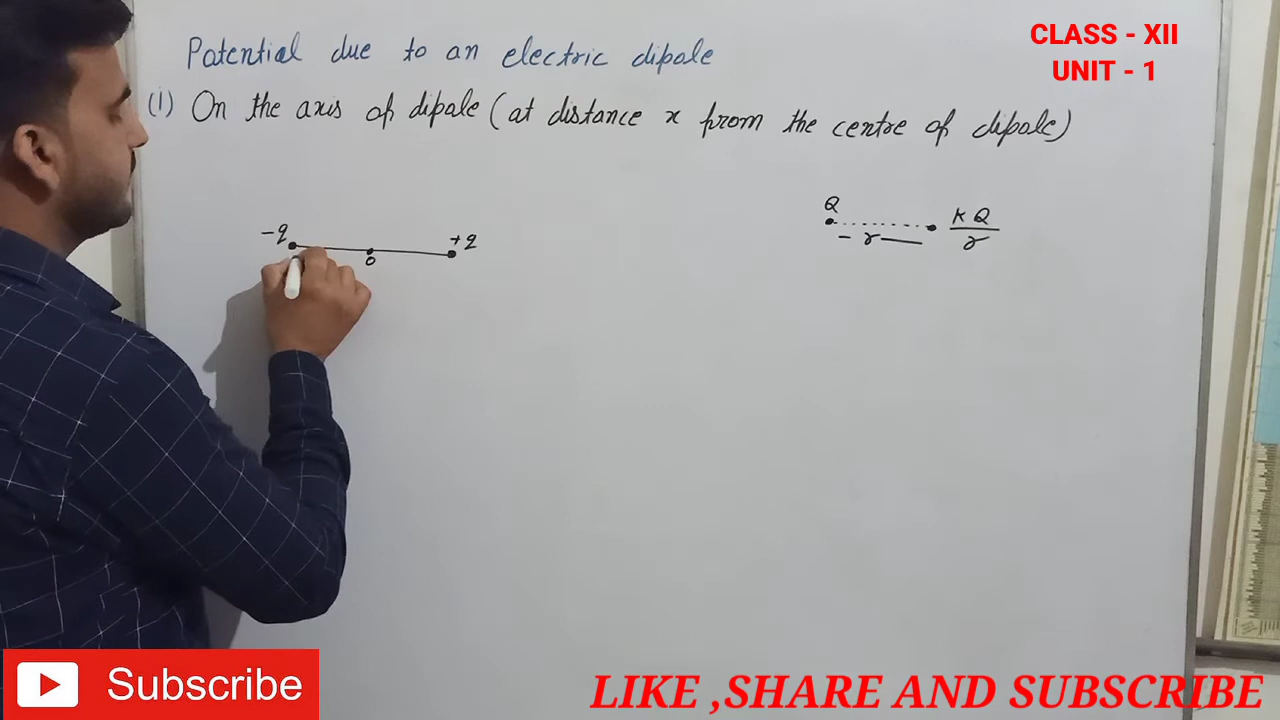 CLASS - XII
UNIT - 1
Potential due to an electric dipole
(1) On the axis of dipole (at distance x from the centre of dipole)
-q
+q
o
Q
r
KQ
r
Subscribe
LIKE ,SHARE AND SUBSCRIBE